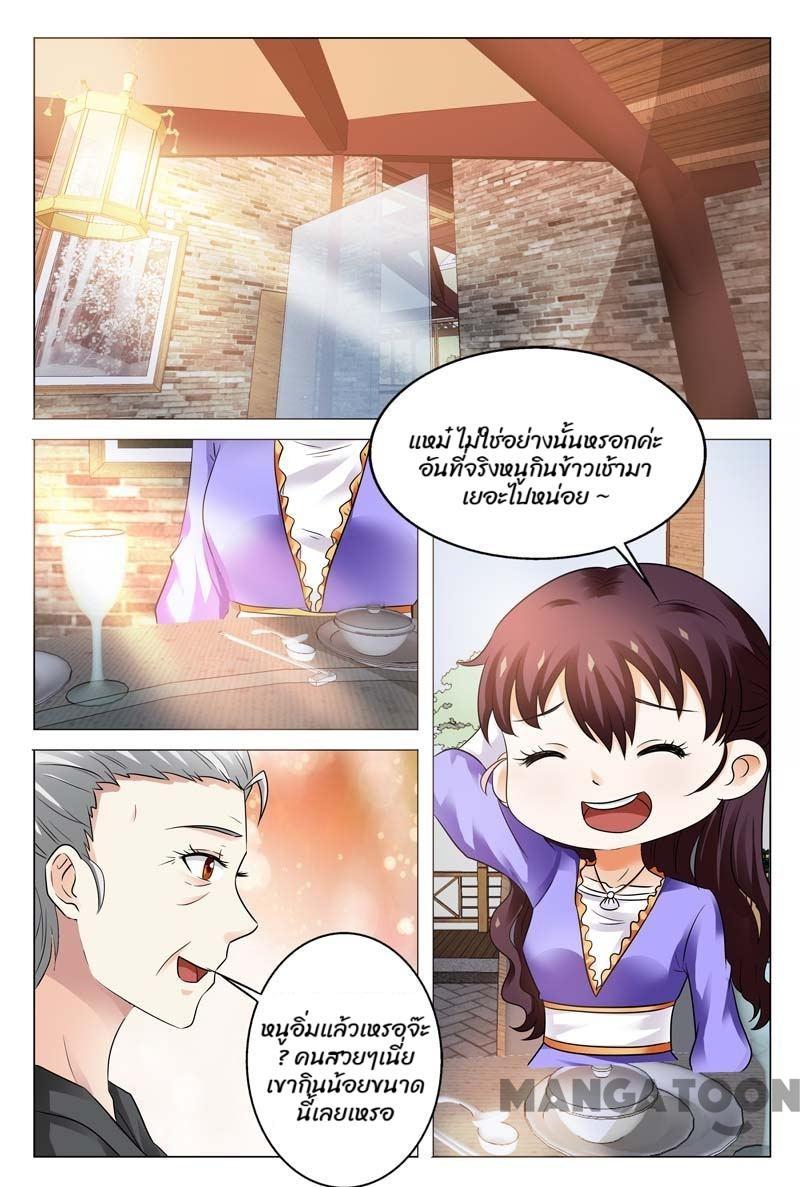 แหม๋ ไม่ใช่อย่างนั้นหรอกค่ะ
อันที่จริงหนูกินข้าวเช้ามา
เยอะไปหน่อย ~
หนูอิ่มแล้วเหรอจ๊ะ
? คนสวยๆเนี่ย
เขากินน้อยขนาด
นี้เลยเหรอ
MANGATOON